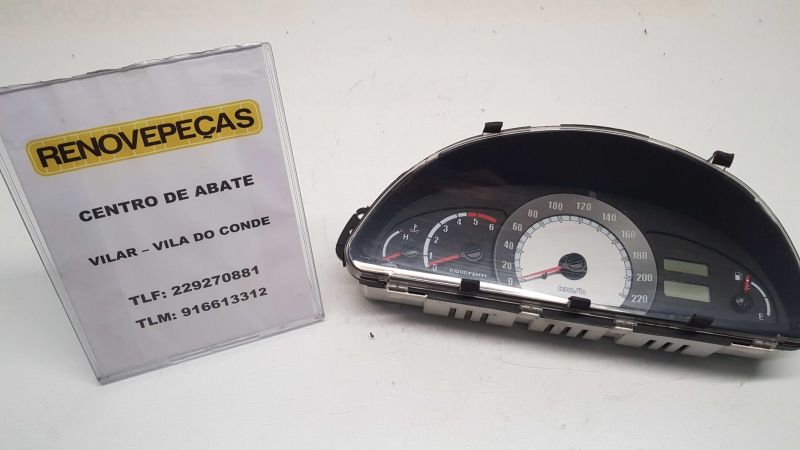 RENOVEPEÇAS
CENTRO DE ABATE
VILAR – VILA DO CONDE
TLF: 229270881
TLM: 916613312
H
0 1 2 3 4 5 6
x1000rpm
0 20 40 60 80 100 120 140 160 180 200 220
km/h
E